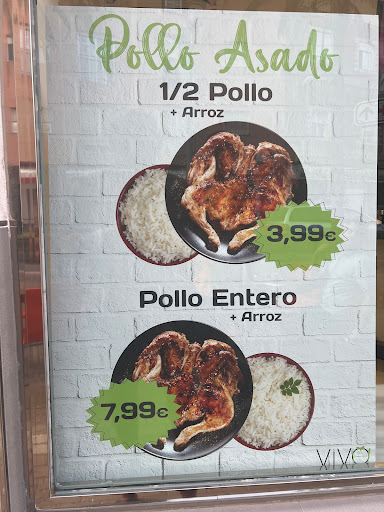 Pollo Asado
1/2 Pollo
+ Arroz
3,99€
Pollo Entero
+ Arroz
7,99€
VIVO